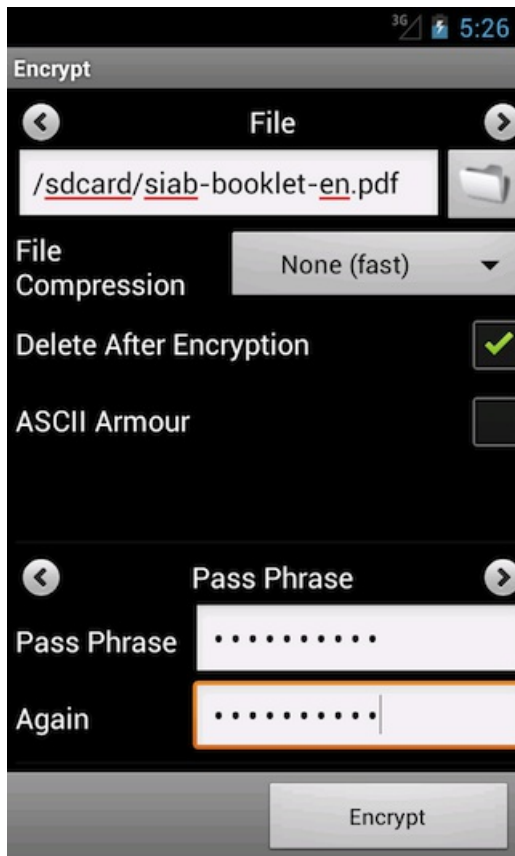 3G 5:26
Encrypt
File
/sdcard/siab-booklet-en.pdf
File
Compression
None (fast)
Delete After Encryption
ASCII Armour
Pass Phrase
Pass Phrase ••••••••••
Again ••••••••••
Encrypt